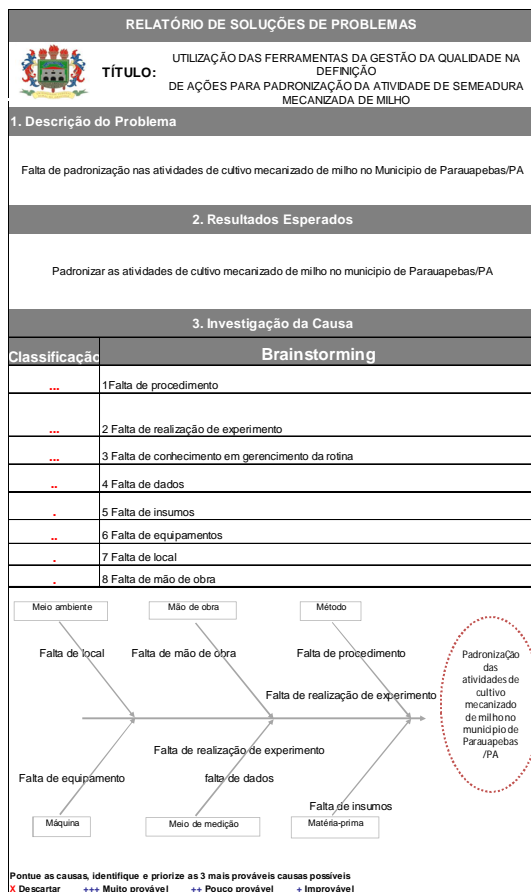 RELATÓRIO DE SOLUÇÕES DE PROBLEMAS
TÍTULO:
UTILIZAÇÃO DAS FERRAMENTAS DA GESTÃO DA QUALIDADE NA
DEFINIÇÃO
DE AÇÕES PARA PADRONIZAÇÃO DA ATIVIDADE DE SEMEADURA
MECANIZADA DE MILHO
1. Descrição do Problema
Falta de padronização nas atividades de cultivo mecanizado de milho no Municipio de Parauapebas/PA
2. Resultados Esperados
Padronizar as atividades de cultivo mecanizado de milho no municipio de Parauapebas/PA
3. Investigação da Causa
Classificação Brainstorming
... 1Falta de procedimento
... 2 Falta de realização de experimento
... 3 Falta de conhecimento em gerencimento da rotina
.. 4 Falta de dados
. 5 Falta de insumos
.. 6 Falta de equipamentos
. 7 Falta de local
. 8 Falta de mão de obra
Meio ambiente Mão de obra Método
Falta de local Falta de mão de obra Falta de procedimento
Falta de realização de experimento
Padronização
das
atividades de
cultivo
mecanizado
de milho no
municipio de
Parauapebas
/PA
Falta de realização de experimento
Falta de equipamento falta de dados
Falta de insumos
Máquina Meio de medição Matéria-prima
Pontue as causas, identifique e priorize as 3 mais prováveis causas possíveis
X Descartar +++ Muito provável ++ Pouco provável + Improvável